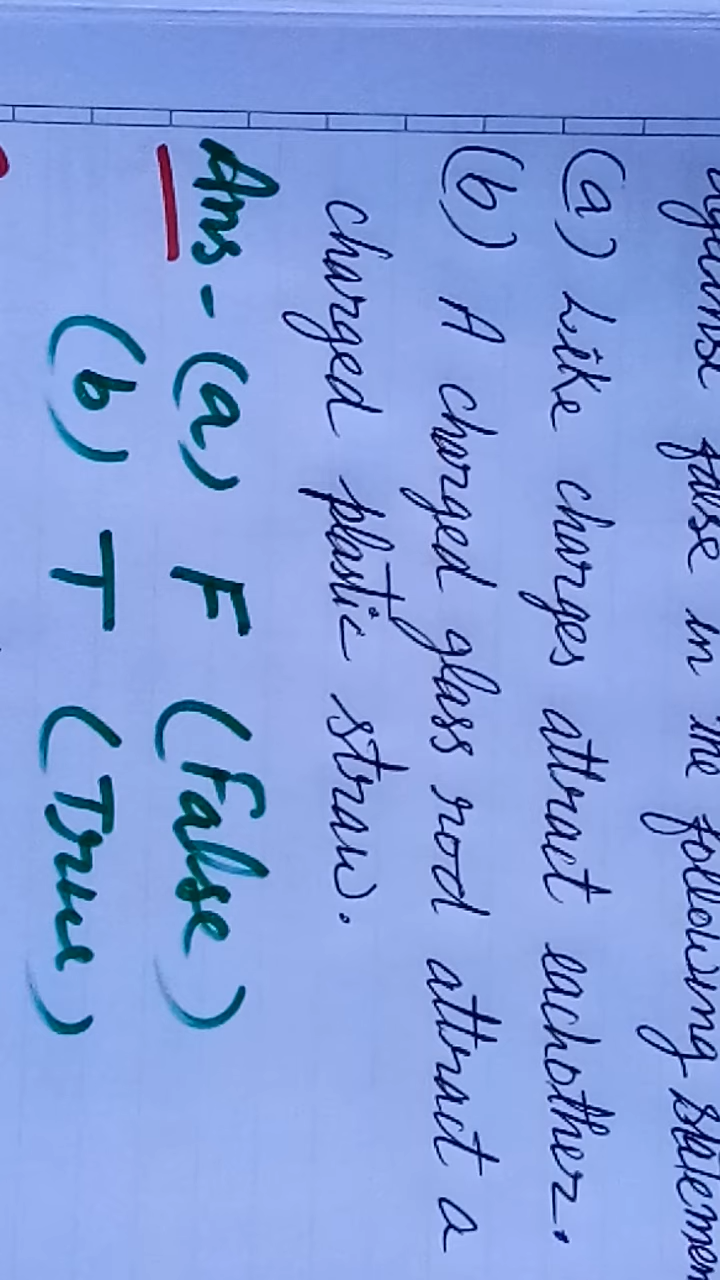 against false in the following statemen
(a) Like charges attract eachother.
(b) A charged glass rod attract a
charged plastic straw.
Ans - (a) F (False)
(b) T (True)